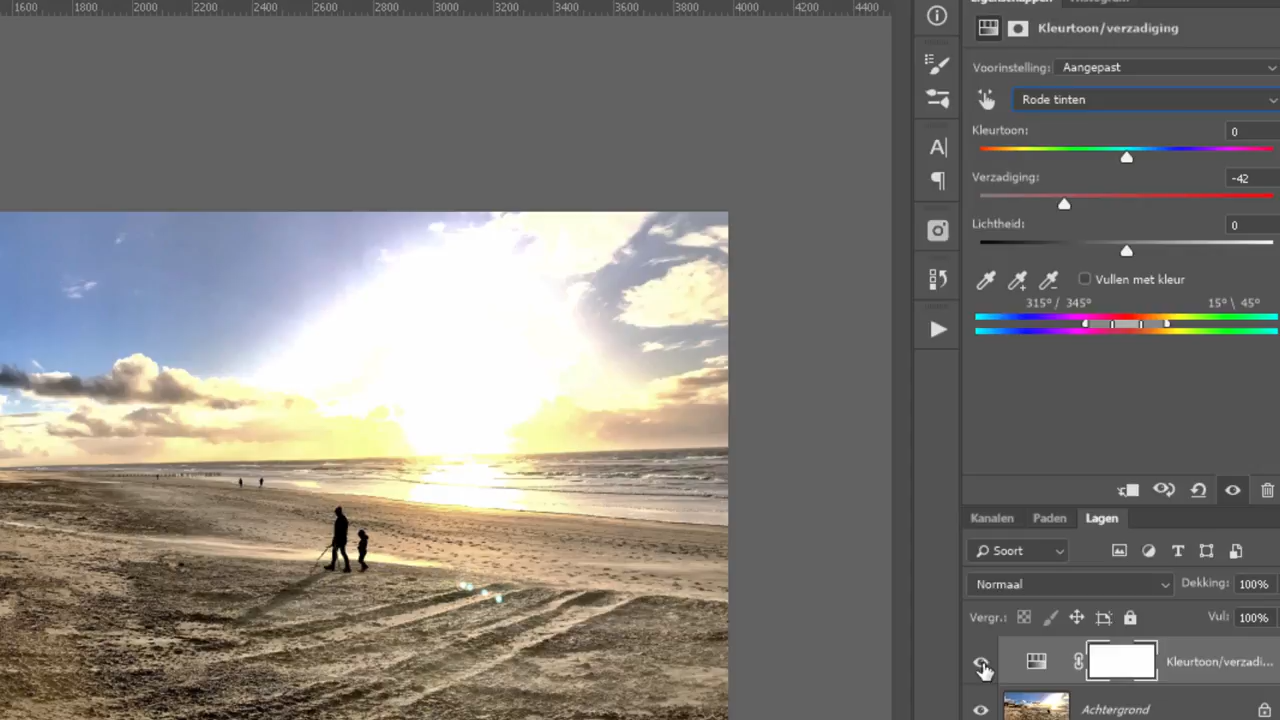 1600 1800 2000 2200 2400 2600 2800 3000 3200 3400 3600 3800 4000 4200 4400
Kleurtoon/verzadiging
Voorinstelling: Aangepast
Rode tinten
Kleurtoon: 0
Verzadiging: -42
Lichtheid: 0
Vullen met kleur
315° / 345° 15° \ 45°
Kanalen Paden Lagen
Soort
Normaal Dekking: 100%
Vergr.: Vul: 100%
Kleurtoon/verzadi...
Achtergrond